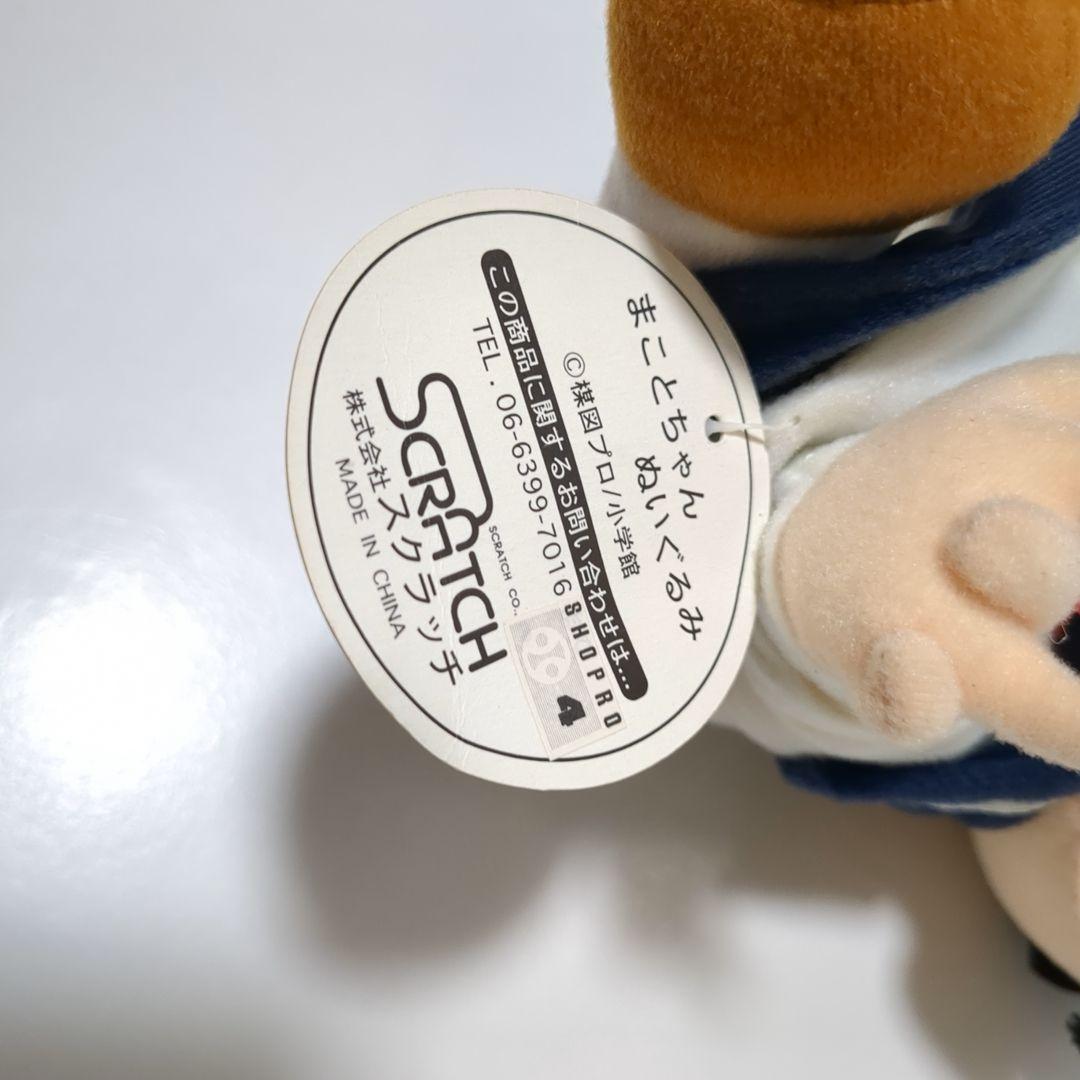 まことちゃん
ぬいぐるみ
©楳図プロ/小学館
この商品に関するお問い合わせは...
TEL.06-6399-7016
SHOPRO
4
SCRATCH CO.,
SCRATCH
株式会社スクラッチ
MADE IN CHINA